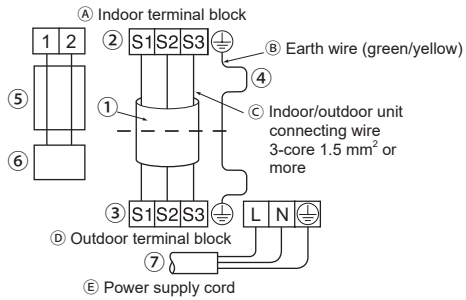 Ⓐ Indoor terminal block
1 2
② S1 S2 S3
Ⓑ Earth wire (green/yellow)
④
⑤
①
Ⓒ Indoor/outdoor unit
connecting wire
3-core 1.5 mm² or
more
⑥
③ S1 S2 S3
L N
Ⓓ Outdoor terminal block
⑦
Ⓔ Power supply cord